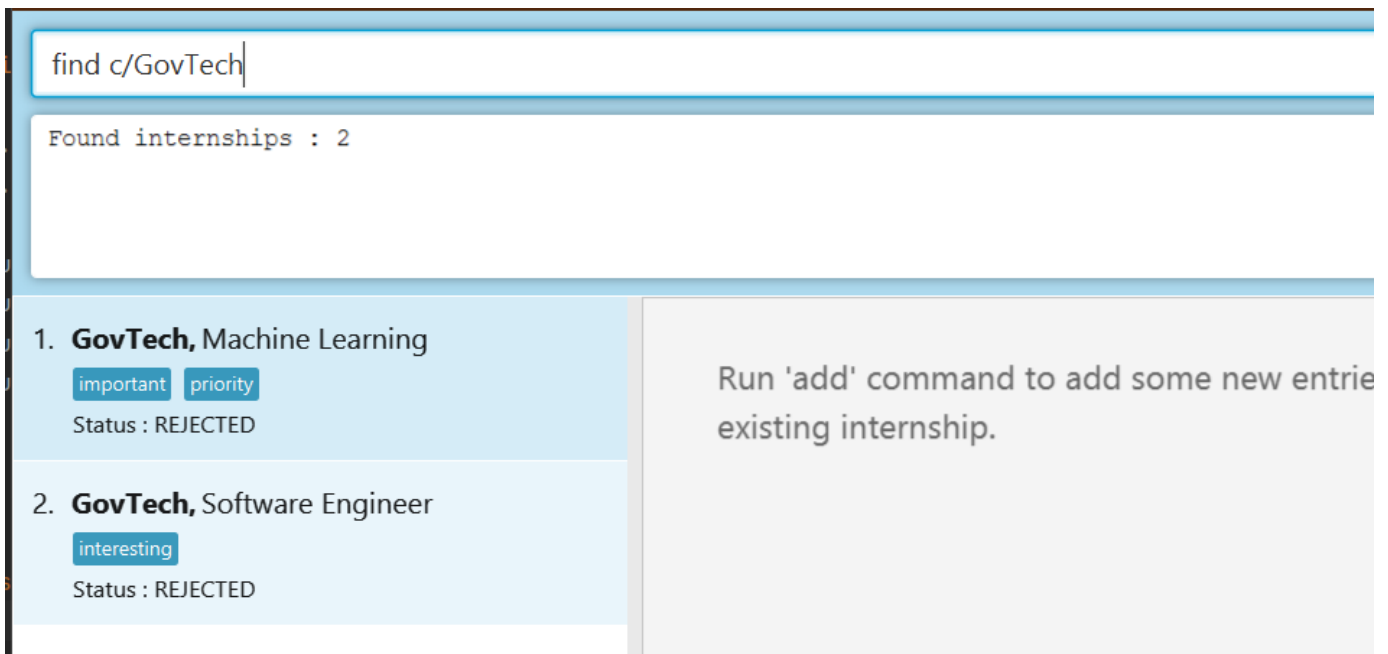 find c/GovTech
Found internships : 2
1. GovTech, Machine Learning
important priority
Status : REJECTED
2. GovTech, Software Engineer
interesting
Status : REJECTED
Run 'add' command to add some new entrie
existing internship.